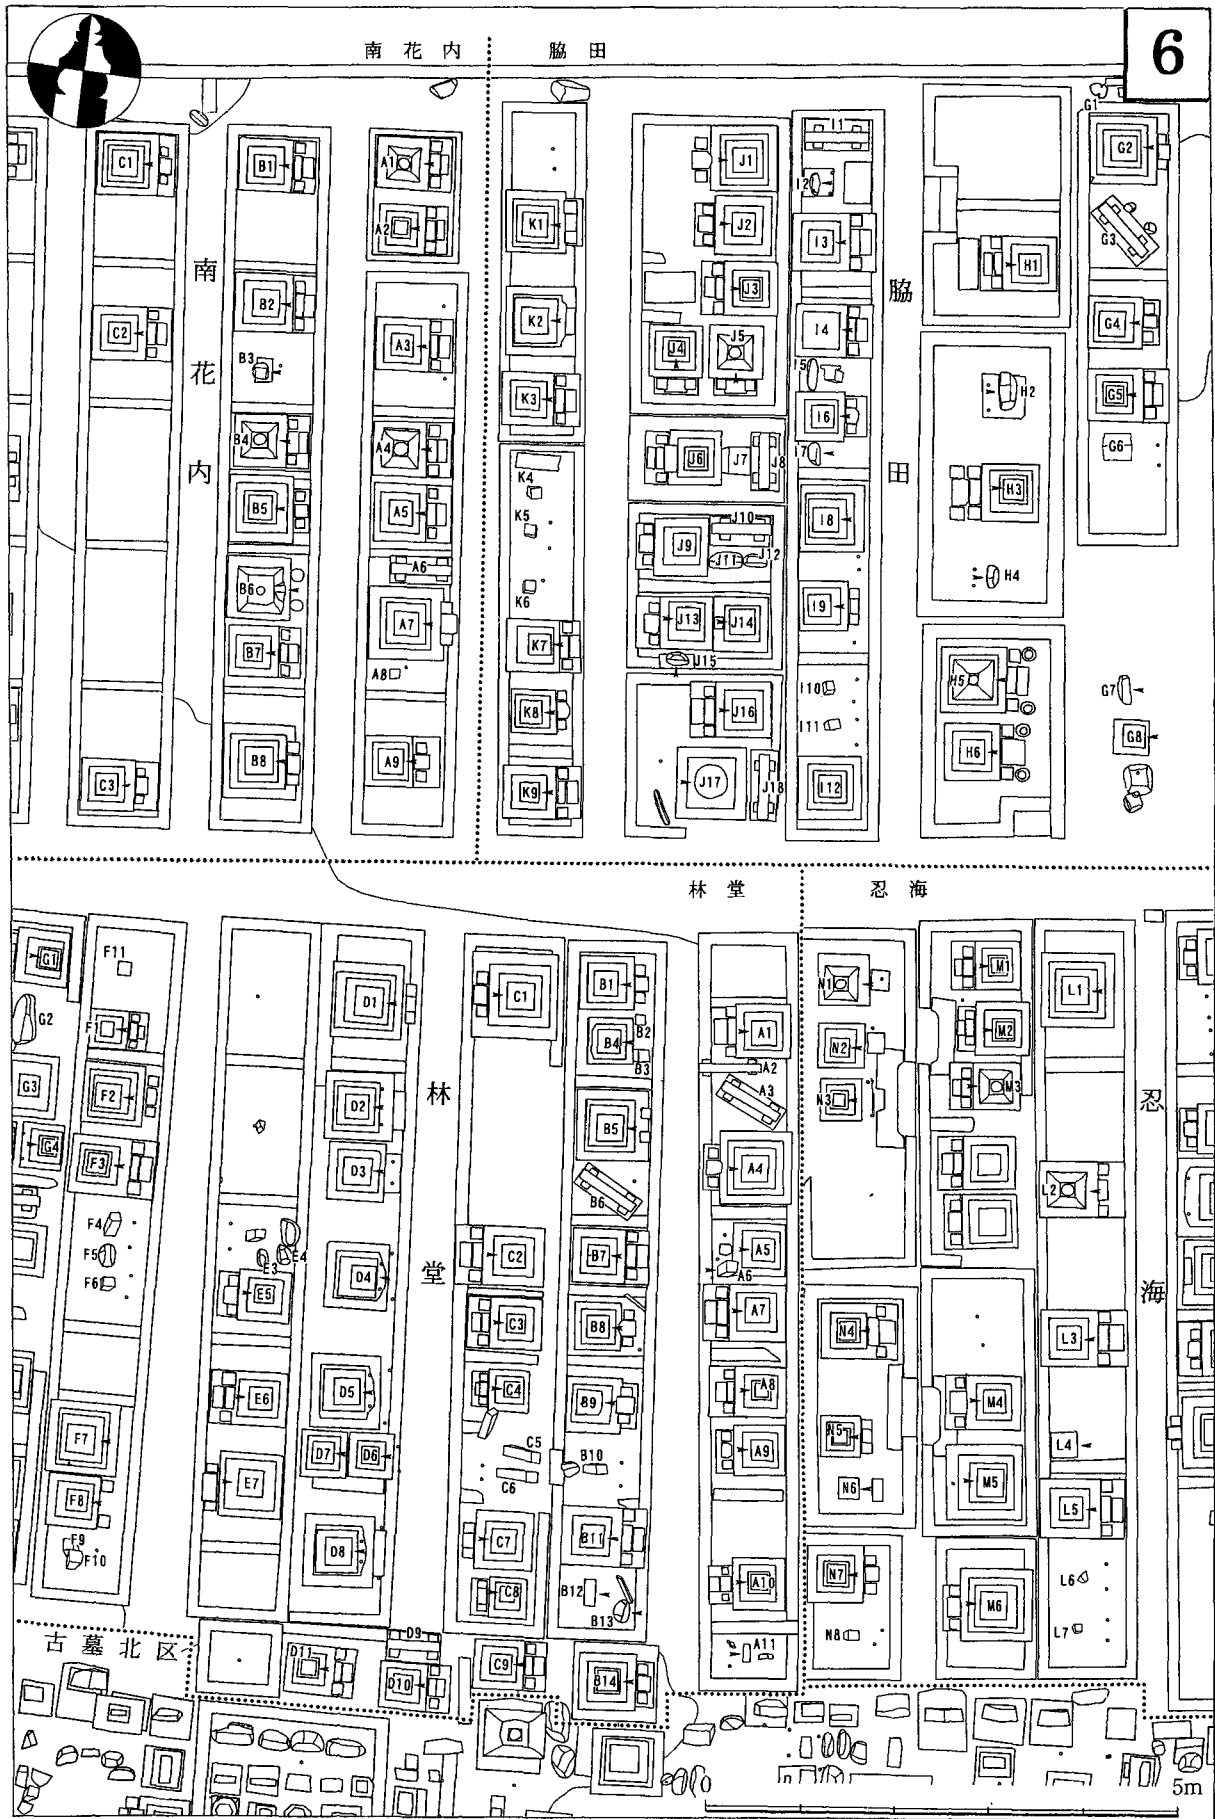 6
南花内 脇田
南花内
C1
C2
C3
B1
B2
B3
B4
B5
B6
B7
B8
A1
A2
A3
A4
A5
A6
A7
A8
A9
K1
K2
K3
K4
K5
K6
K7
K8
K9
J1
J2
J3
J4 J5
J6 J7 J8
J9 J10
J11 J12
J13 J14
J15
J16
J17 J18
I1
I2
I3
I4
I5
I6
I7
I8
I9
I10
I11
I12
脇田
H1
H2
H3
H4
H5
H6
G1
G2
G3
G4
G5
G6
G7
G8
林堂 忍海
G1
G2
G3
G4
F11
F1
F2
F3
F4
F5
F6
F7
F8
F9
F10
E3 E4
E5
E6
E7
D1
D2
D3
D4
D5
D7 D6
D8
D9
D11 D10
林堂
C1
C2
C3
C4
C5
C6
C7
C8
C9
B1
B2
B4
B3
B5
B6
B7
B8
B9
B10
B11
B12
B13
B14
A1
A2
A3
A4
A5
A6
A7
A8
A9
A10
A11
N1
N2
N3
N4
N5
N6
N7
N8
M1
M2
M3
M4
M5
M6
L1
L2
L3
L4
L5
L6
L7
忍海
古墓北区
0 5m